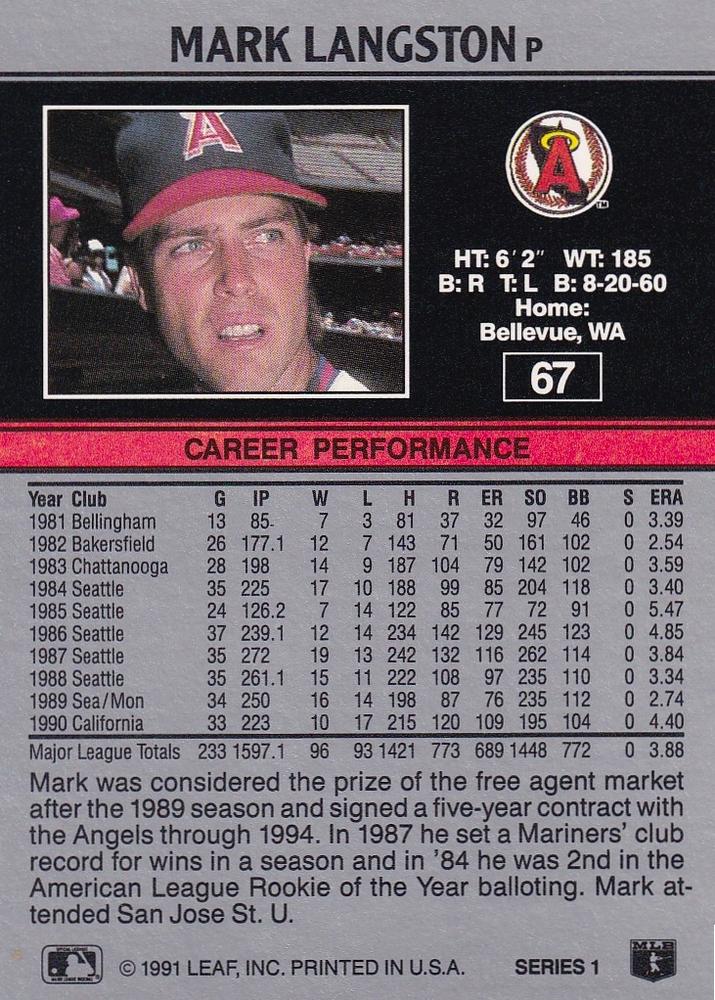 MARK LANGSTON P
A
A
TM
HT: 6' 2" WT: 185
B: R T: L B: 8-20-60
Home:
Bellevue, WA
67
CAREER PERFORMANCE
Year Club G IP W L H R ER SO BB S ERA
1981 Bellingham 13 85 7 3 81 37 32 97 46 0 3.39
1982 Bakersfield 26 177.1 12 7 143 71 50 161 102 0 2.54
1983 Chattanooga 28 198 14 9 187 104 79 142 102 0 3.59
1984 Seattle 35 225 17 10 188 99 85 204 118 0 3.40
1985 Seattle 24 126.2 7 14 122 85 77 72 91 0 5.47
1986 Seattle 37 239.1 12 14 234 142 129 245 123 0 4.85
1987 Seattle 35 272 19 13 242 132 116 262 114 0 3.84
1988 Seattle 35 261.1 15 11 222 108 97 235 110 0 3.34
1989 Sea/Mon 34 250 16 14 198 87 76 235 112 0 2.74
1990 California 33 223 10 17 215 120 109 195 104 0 4.40
Major League Totals 233 1597.1 96 93 1421 773 689 1448 772 0 3.88
Mark was considered the prize of the free agent market
after the 1989 season and signed a five-year contract with
the Angels through 1994. In 1987 he set a Mariners' club
record for wins in a season and in '84 he was 2nd in the
American League Rookie of the Year balloting. Mark at-
tended San Jose St. U.
© 1991 LEAF, INC. PRINTED IN U.S.A. SERIES 1
MLB